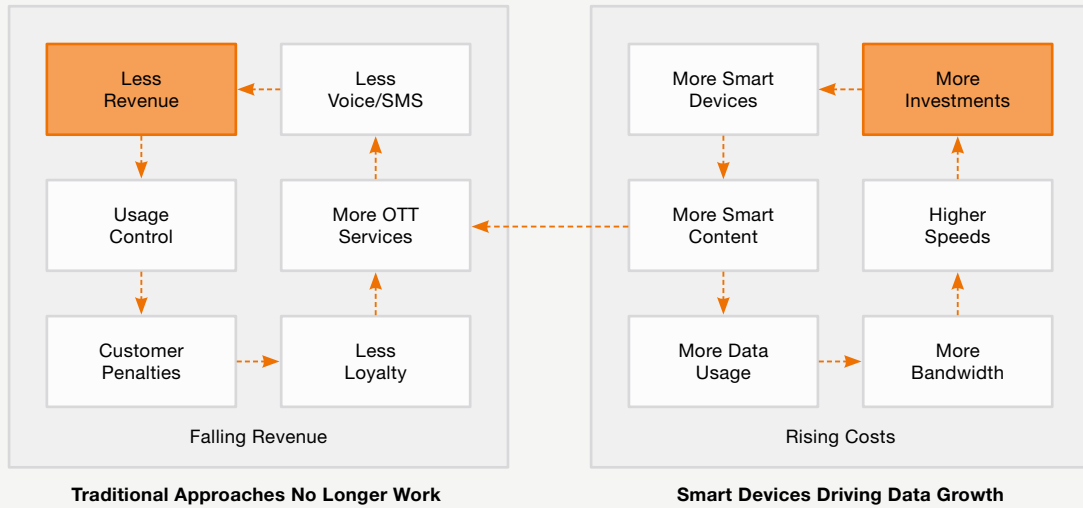 Less
Revenue
Less
Voice/SMS
Usage
Control
More OTT
Services
Customer
Penalties
Less
Loyalty
Falling Revenue
Traditional Approaches No Longer Work
More Smart
Devices
More
Investments
More Smart
Content
Higher
Speeds
More Data
Usage
More
Bandwidth
Rising Costs
Smart Devices Driving Data Growth